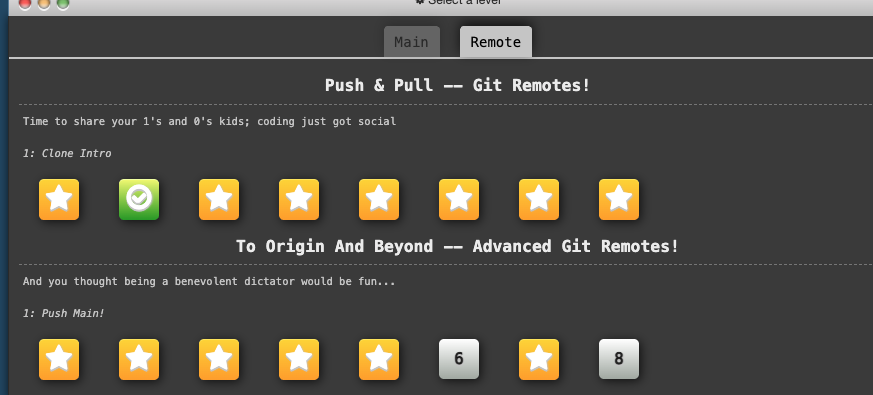 Select a level
Main Remote
Push & Pull -- Git Remotes!
Time to share your 1's and 0's kids; coding just got social
1: Clone Intro
To Origin And Beyond -- Advanced Git Remotes!
And you thought being a benevolent dictator would be fun...
1: Push Main!
6 8